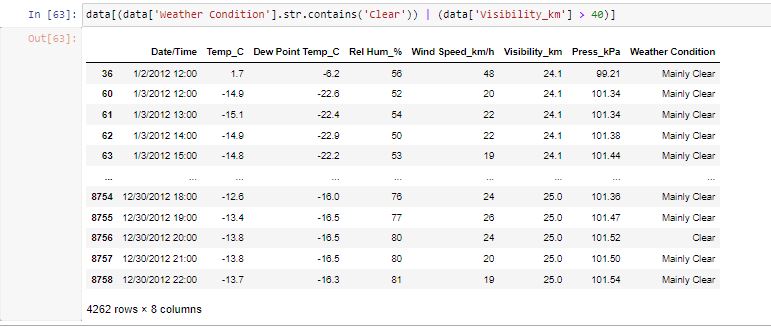 In [63]: data[(data['Weather Condition'].str.contains('Clear')) | (data['Visibility_km'] > 40)]
Out[63]:
Date/Time Temp_C Dew Point Temp_C Rel Hum_% Wind Speed_km/h Visibility_km Press_kPa Weather Condition
36 1/2/2012 12:00 1.7 -6.2 56 48 24.1 99.21 Mainly Clear
60 1/3/2012 12:00 -14.9 -22.6 52 20 24.1 101.34 Mainly Clear
61 1/3/2012 13:00 -15.1 -22.4 54 22 24.1 101.34 Mainly Clear
62 1/3/2012 14:00 -14.9 -22.9 50 22 24.1 101.38 Mainly Clear
63 1/3/2012 15:00 -14.8 -22.2 53 19 24.1 101.44 Mainly Clear
... ... ... ... ... ... ... ... ...
8754 12/30/2012 18:00 -12.6 -16.0 76 24 25.0 101.36 Mainly Clear
8755 12/30/2012 19:00 -13.4 -16.5 77 26 25.0 101.47 Mainly Clear
8756 12/30/2012 20:00 -13.8 -16.5 80 24 25.0 101.52 Clear
8757 12/30/2012 21:00 -13.8 -16.5 80 20 25.0 101.50 Mainly Clear
8758 12/30/2012 22:00 -13.7 -16.3 81 19 25.0 101.54 Mainly Clear
4262 rows × 8 columns